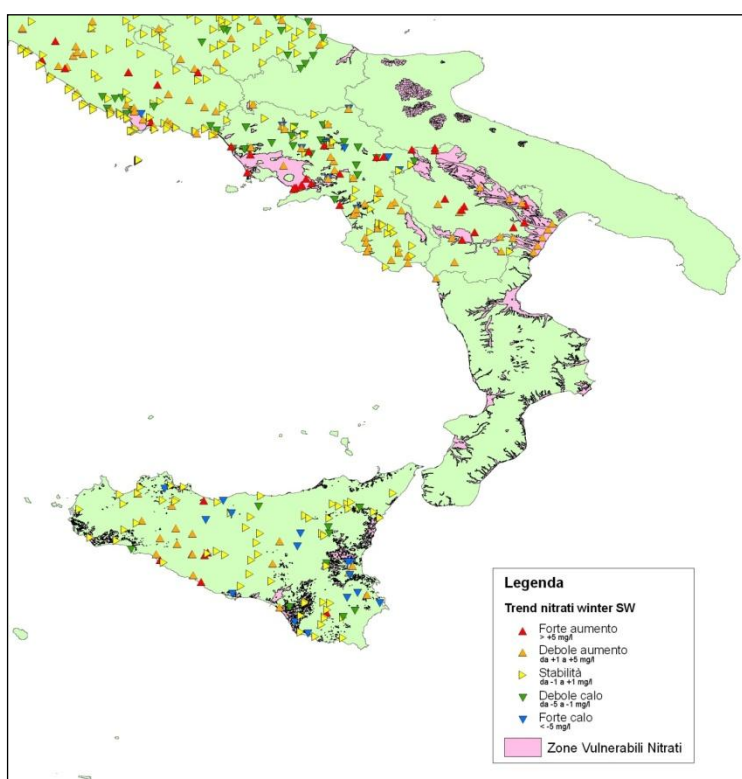 Legenda
Trend nitrati winter SW
Forte aumento
> +5 mg/l
Debole aumento
da +1 a +5 mg/l
Stabilità
da -1 a +1 mg/l
Debole calo
da -5 a -1 mg/l
Forte calo
< -5 mg/l
Zone Vulnerabili Nitrati